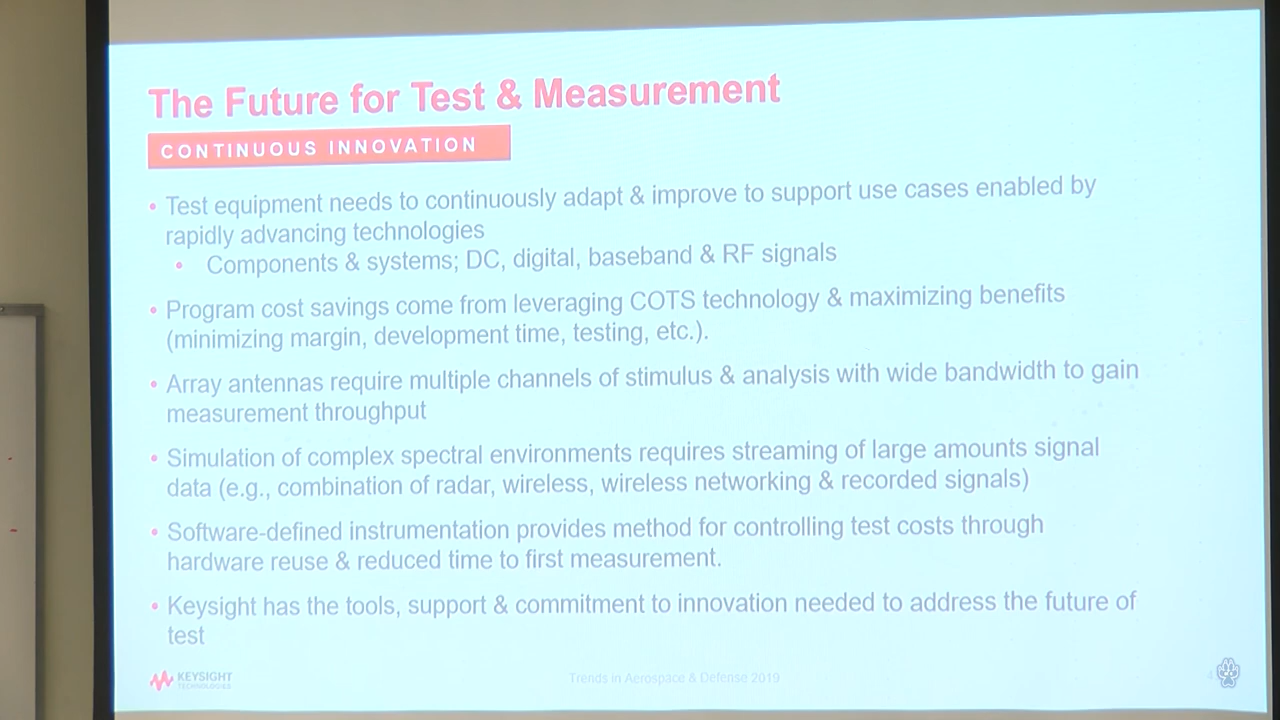 The Future for Test & Measurement
CONTINUOUS INNOVATION
• Test equipment needs to continuously adapt & improve to support use cases enabled by
rapidly advancing technologies
• Components & systems; DC, digital, baseband & RF signals
• Program cost savings come from leveraging COTS technology & maximizing benefits
(minimizing margin, development time, testing, etc.).
• Array antennas require multiple channels of stimulus & analysis with wide bandwidth to gain
measurement throughput
• Simulation of complex spectral environments requires streaming of large amounts signal
data (e.g., combination of radar, wireless, wireless networking & recorded signals)
• Software-defined instrumentation provides method for controlling test costs through
hardware reuse & reduced time to first measurement.
• Keysight has the tools, support & commitment to innovation needed to address the future of
test
KEYSIGHT
TECHNOLOGIES
Trends in Aerospace & Defense 2019